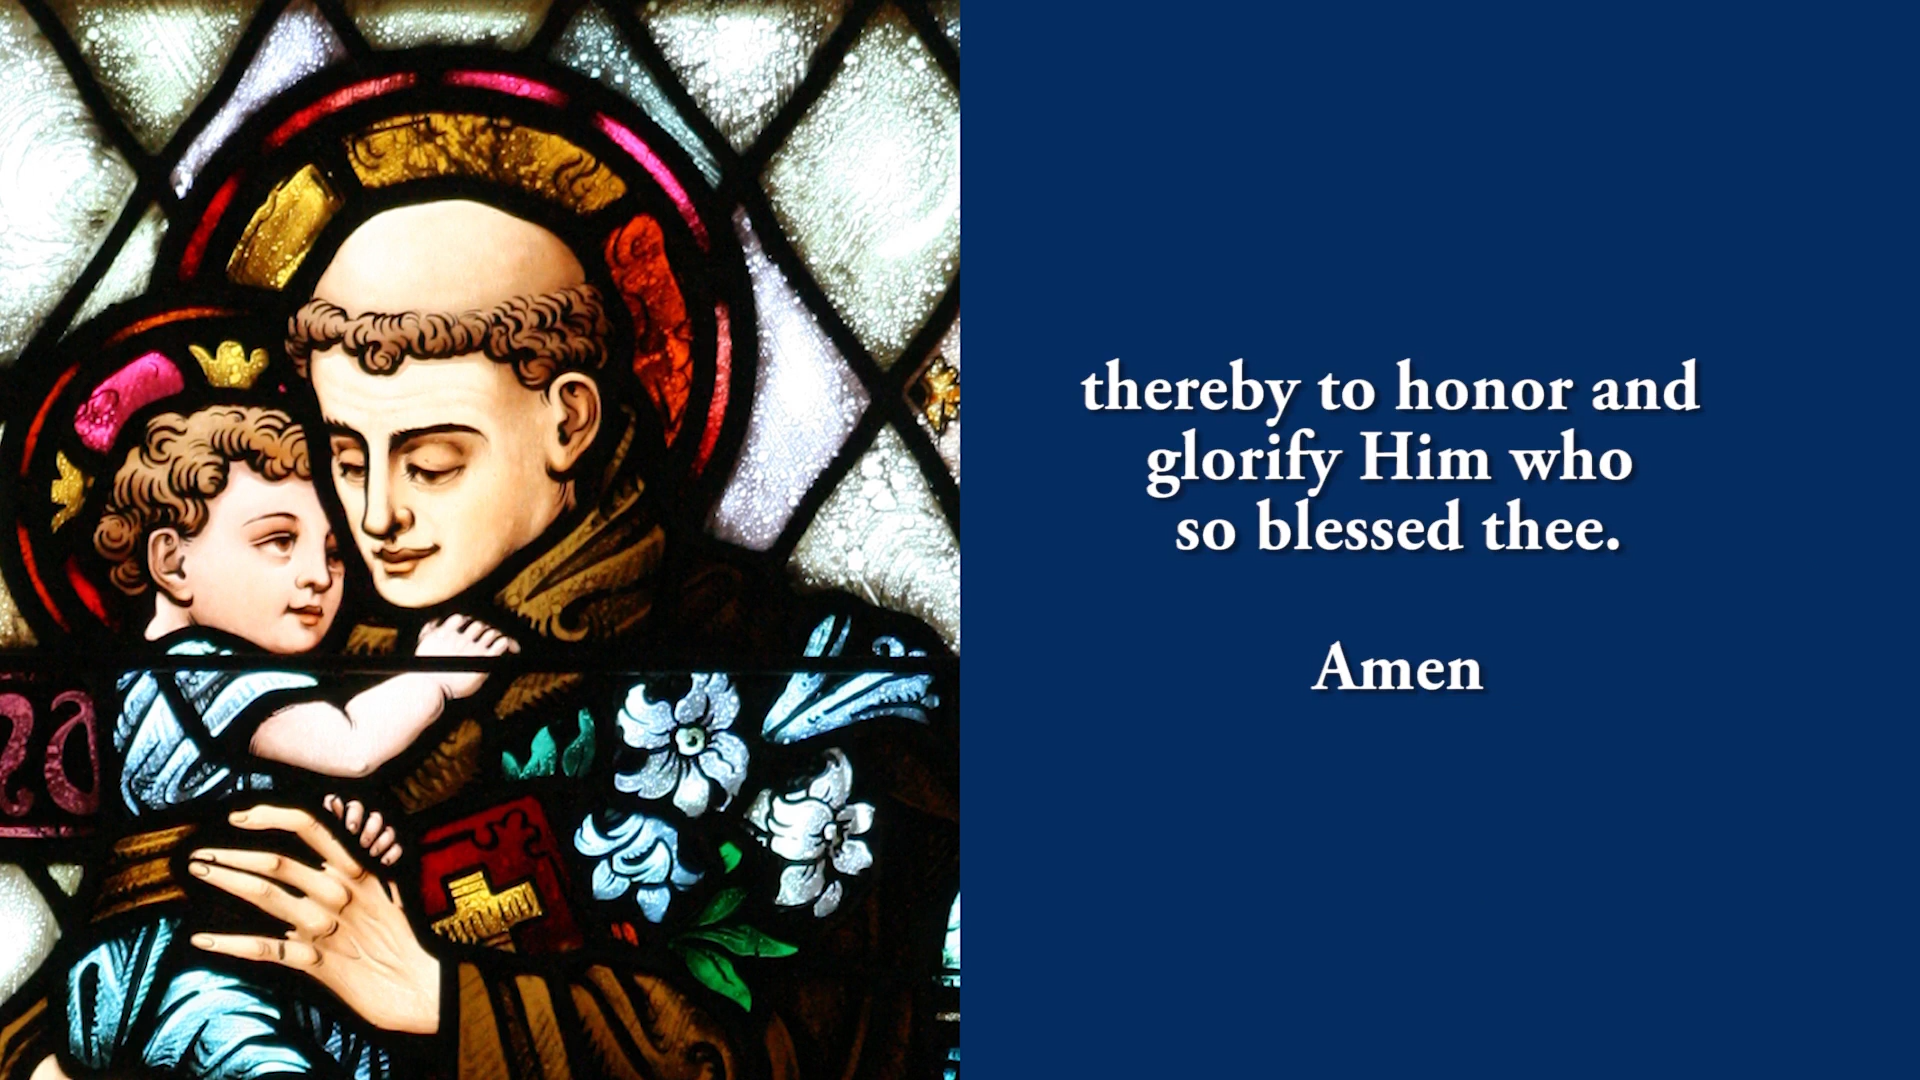 thereby to honor and
glorify Him who
so blessed thee.
Amen